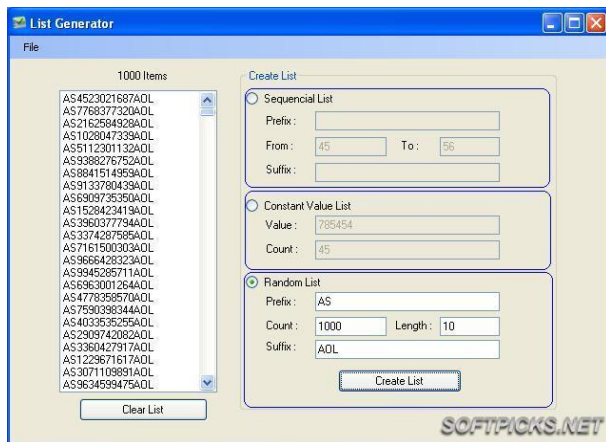 List Generator
File
1000 Items
AS4523021687AOL
AS7768377320AOL
AS2162584928AOL
AS1028047339AOL
AS5112301132AOL
AS9388276752AOL
AS8841514959AOL
AS9133780439AOL
AS6909735350AOL
AS1528423419AOL
AS3960377794AOL
AS3374287585AOL
AS7161500303AOL
AS9666428323AOL
AS9945285711AOL
AS6963001264AOL
AS4778358570AOL
AS7590398344AOL
AS4033535255AOL
AS2909742082AOL
AS3360427917AOL
AS1229671617AOL
AS3071109891AOL
AS9634599475AOL
Clear List
Create List
Sequencial List
Prefix :
From : 45 To : 56
Suffix :
Constant Value List
Value : 785454
Count : 45
Random List
Prefix : AS
Count : 1000 Length : 10
Suffix : AOL
Create List
SOFTPICKS.NET